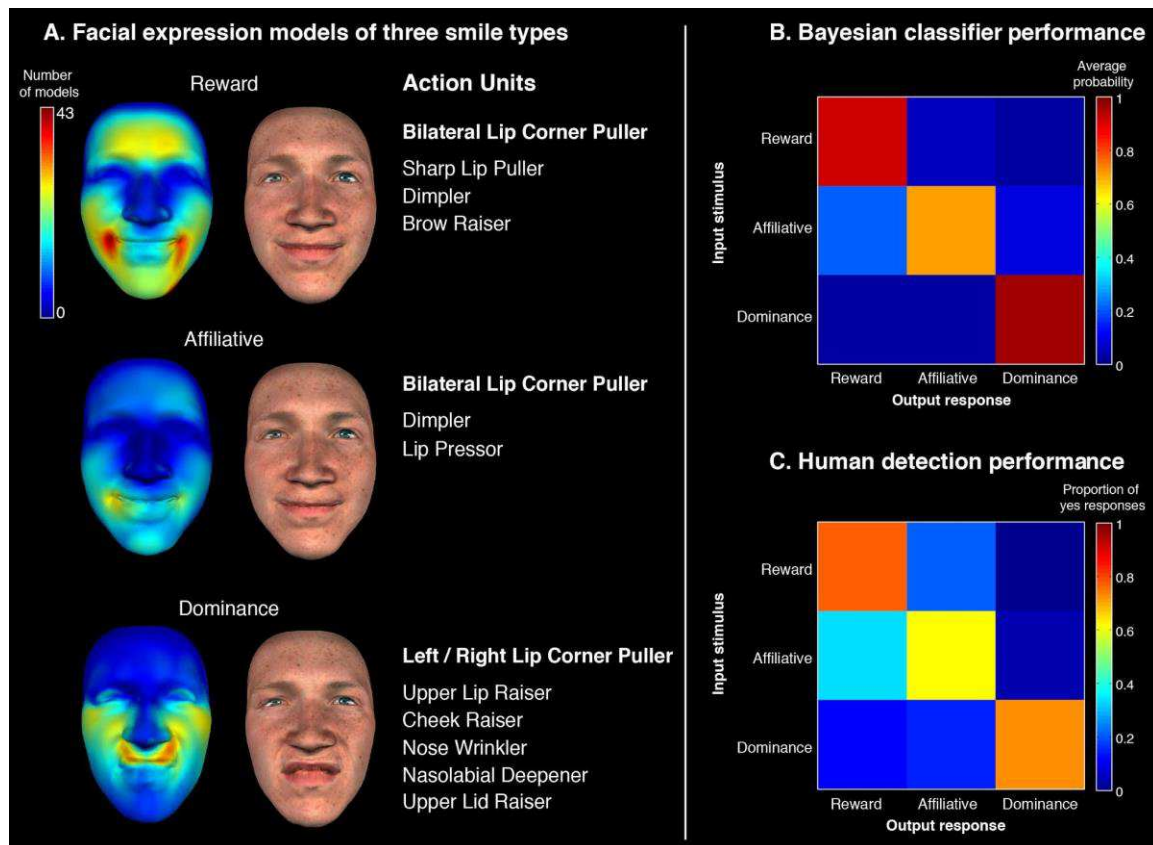 A. Facial expression models of three smile types
Number
of models
43
0
Reward
Action Units
Bilateral Lip Corner Puller
Sharp Lip Puller
Dimpler
Brow Raiser
Affiliative
Bilateral Lip Corner Puller
Dimpler
Lip Pressor
Dominance
Left / Right Lip Corner Puller
Upper Lip Raiser
Cheek Raiser
Nose Wrinkler
Nasolabial Deepener
Upper Lid Raiser
B. Bayesian classifier performance
Average
probability
Input stimulus
Reward
Affiliative
Dominance
Reward Affiliative Dominance
Output response
1
0.8
0.6
0.4
0.2
0
C. Human detection performance
Proportion of
yes responses
Input stimulus
Reward
Affiliative
Dominance
Reward Affiliative Dominance
Output response
1
0.8
0.6
0.4
0.2
0